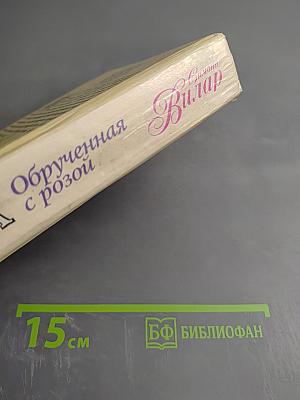 Симона
Вилар
Обрученная
с розой
15 см
БФ БИБЛИОФАН